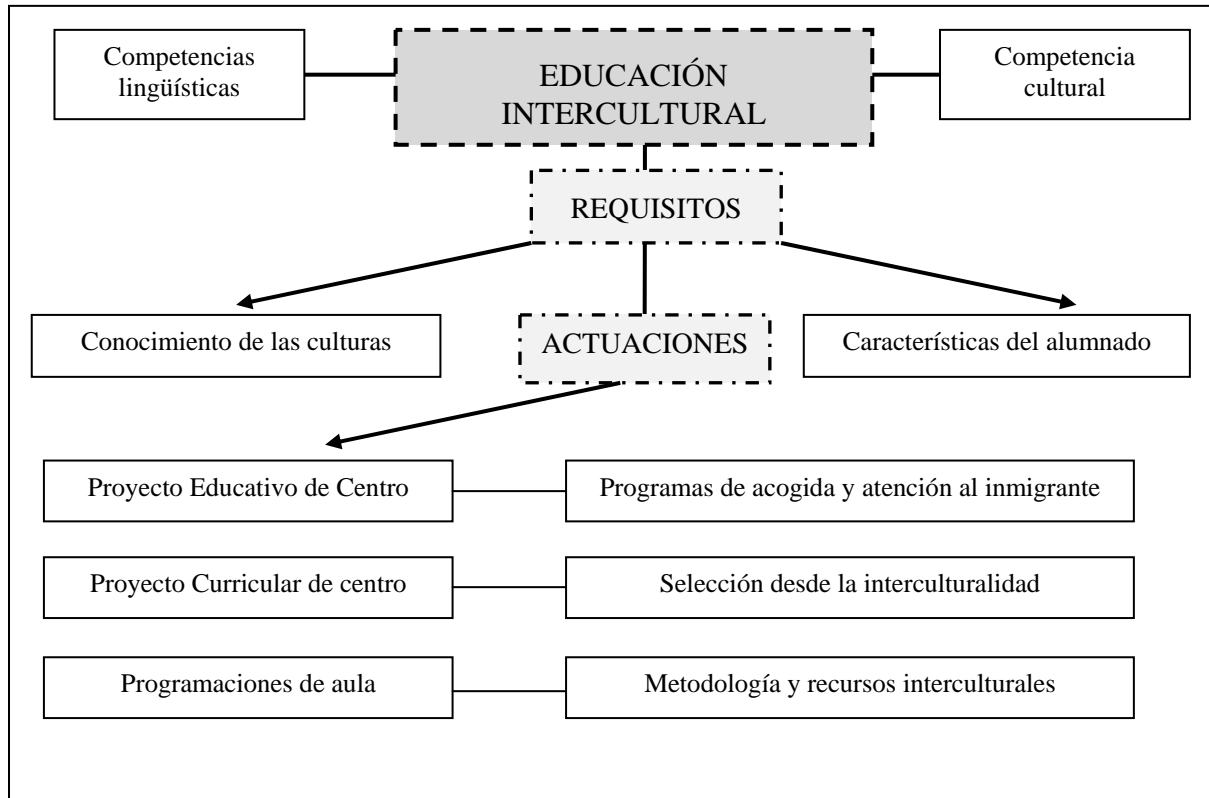 Competencias
lingüísticas
EDUCACIÓN
INTERCULTURAL
Competencia
cultural
REQUISITOS
Conocimiento de las culturas
ACTUACIONES
Características del alumnado
Proyecto Educativo de Centro
Programas de acogida y atención al inmigrante
Proyecto Curricular de centro
Selección desde la interculturalidad
Programaciones de aula
Metodología y recursos interculturales